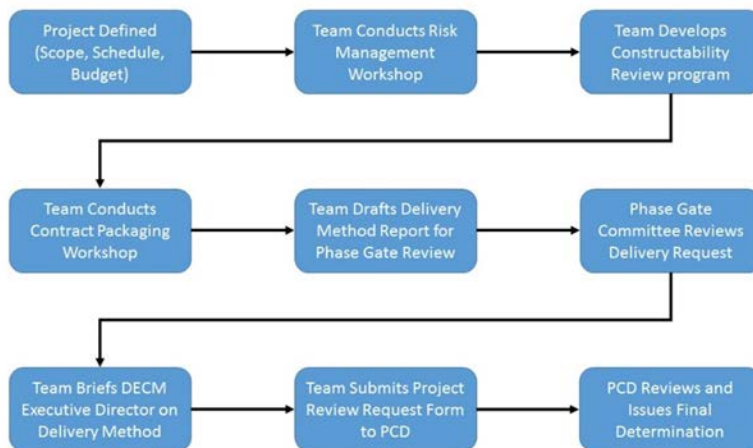 Project Defined
(Scope, Schedule,
Budget)
Team Conducts Risk
Management
Workshop
Team Develops
Constructability
Review program
Team Conducts
Contract Packaging
Workshop
Team Drafts Delivery
Method Report for
Phase Gate Review
Phase Gate
Committee Reviews
Delivery Request
Team Briefs DECM
Executive Director on
Delivery Method
Team Submits Project
Review Request Form
to PCD
PCD Reviews and
Issues Final
Determination